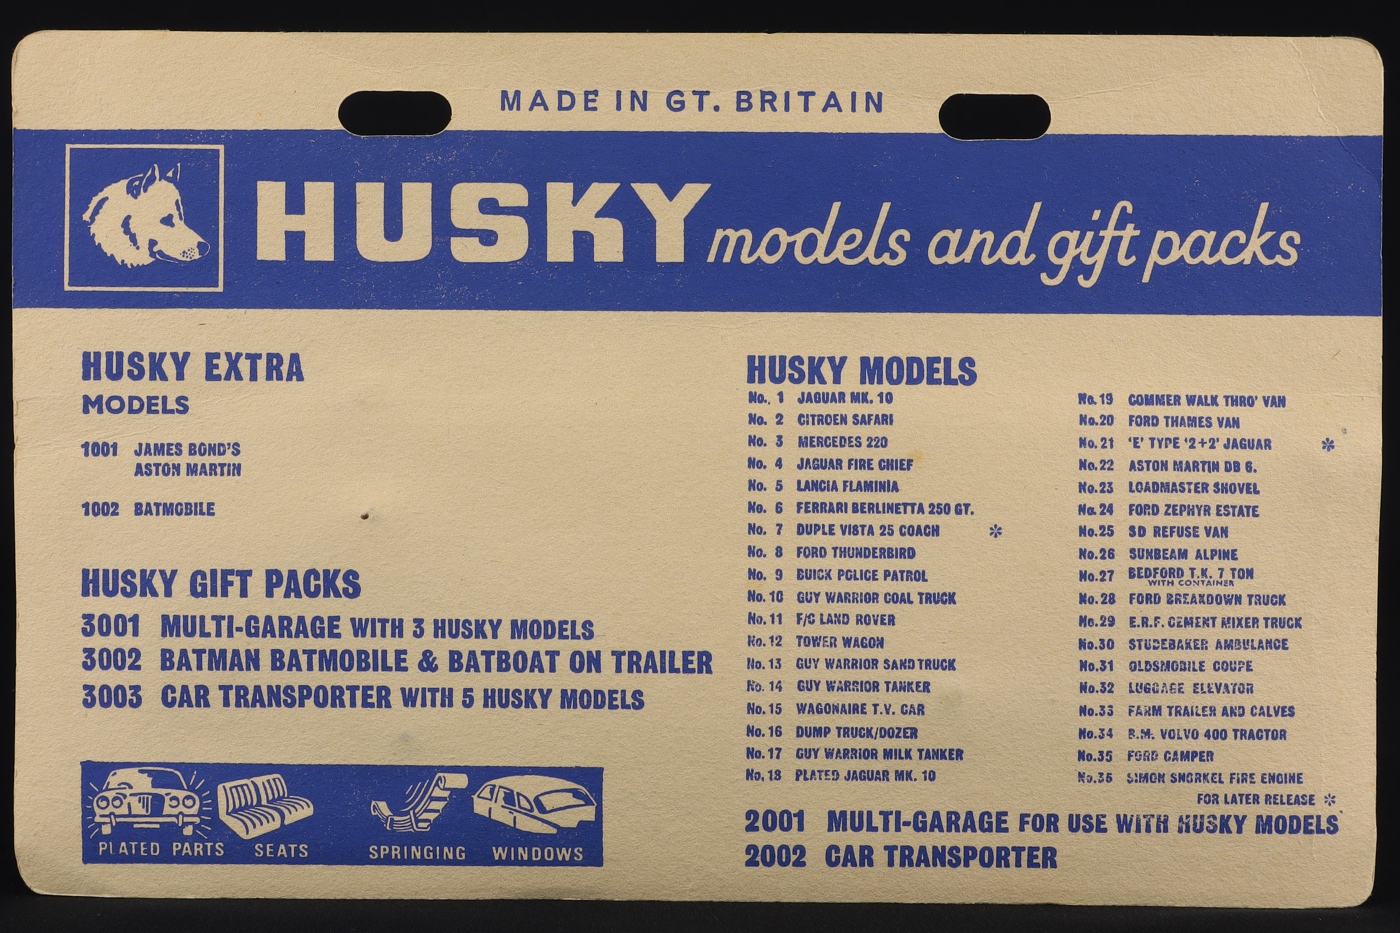 MADE IN GT. BRITAIN
HUSKY models and gift packs
HUSKY EXTRA
MODELS
1001 JAMES BOND'S
ASTON MARTIN
1002 BATMOBILE
HUSKY GIFT PACKS
3001 MULTI-GARAGE WITH 3 HUSKY MODELS
3002 BATMAN BATMOBILE & BATBOAT ON TRAILER
3003 CAR TRANSPORTER WITH 5 HUSKY MODELS
PLATED PARTS SEATS SPRINGING WINDOWS
HUSKY MODELS
No. 1 JAGUAR MK. 10
No. 2 CITROEN SAFARI
No. 3 MERCEDES 220
No. 4 JAGUAR FIRE CHIEF
No. 5 LANCIA FLAMINIA
No. 6 FERRARI BERLINETTA 250 GT.
No. 7 DUPLE VISTA 25 COACH *
No. 8 FORD THUNDERBIRD
No. 9 BUICK POLICE PATROL
No. 10 GUY WARRIOR COAL TRUCK
No. 11 F/C LAND ROVER
No. 12 TOWER WAGON
No. 13 GUY WARRIOR SAND TRUCK
No. 14 GUY WARRIOR TANKER
No. 15 WAGONAIRE T.V. CAR
No. 16 DUMP TRUCK/DOZER
No. 17 GUY WARRIOR MILK TANKER
No. 18 PLATED JAGUAR MK. 10
No. 19 COMMER WALK THRO' VAN
No. 20 FORD THAMES VAN
No. 21 'E' TYPE '2+2' JAGUAR *
No. 22 ASTON MARTIN DB 6.
No. 23 LOADMASTER SHOVEL
No. 24 FORD ZEPHYR ESTATE
No. 25 SD REFUSE VAN
No. 26 SUNBEAM ALPINE
No. 27 BEDFORD T.K. 7 TON
WITH CONTAINER
No. 28 FORD BREAKDOWN TRUCK
No. 29 E.R.F. CEMENT MIXER TRUCK
No. 30 STUDEBAKER AMBULANCE
No. 31 OLDSMOBILE COUPE
No. 32 LUGGAGE ELEVATOR
No. 33 FARM TRAILER AND CALVES
No. 34 B.M. VOLVO 400 TRACTOR
No. 35 FORD CAMPER
No. 36 SIMON SNORKEL FIRE ENGINE
FOR LATER RELEASE *
2001 MULTI-GARAGE FOR USE WITH HUSKY MODELS
2002 CAR TRANSPORTER